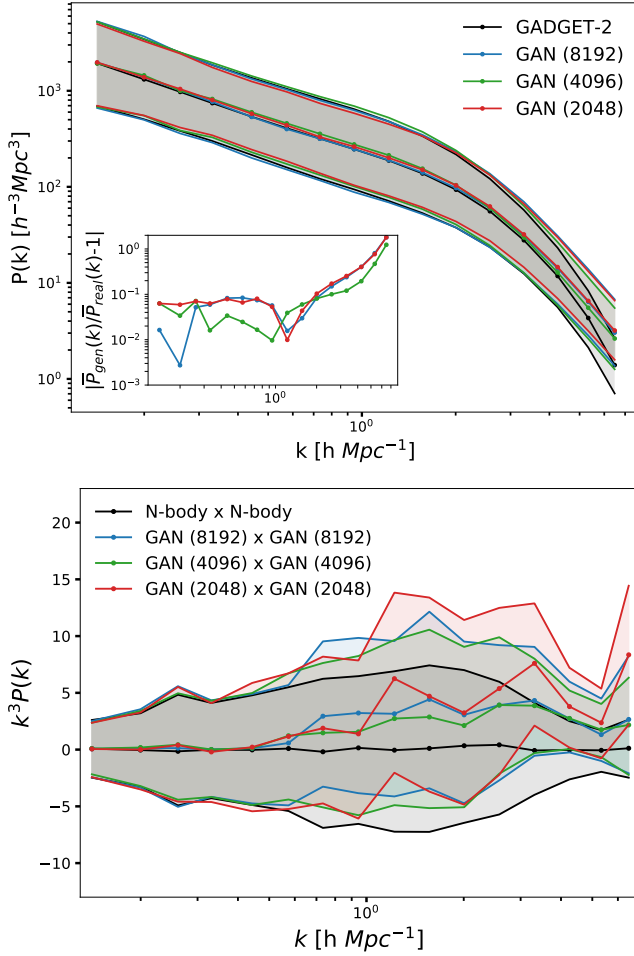 10³
10²
10¹
10⁰
P(k) [h⁻³Mpc³]
GADGET-2
GAN (8192)
GAN (4096)
GAN (2048)
10⁰
10⁻¹
10⁻²
10⁻³
|P̅gen(k)/P̅real(k)-1|
10⁰
10⁰
k [h Mpc⁻¹]
20
15
10
5
0
−5
−10
k³P(k)
N-body x N-body
GAN (8192) x GAN (8192)
GAN (4096) x GAN (4096)
GAN (2048) x GAN (2048)
10⁰
k [h Mpc⁻¹]